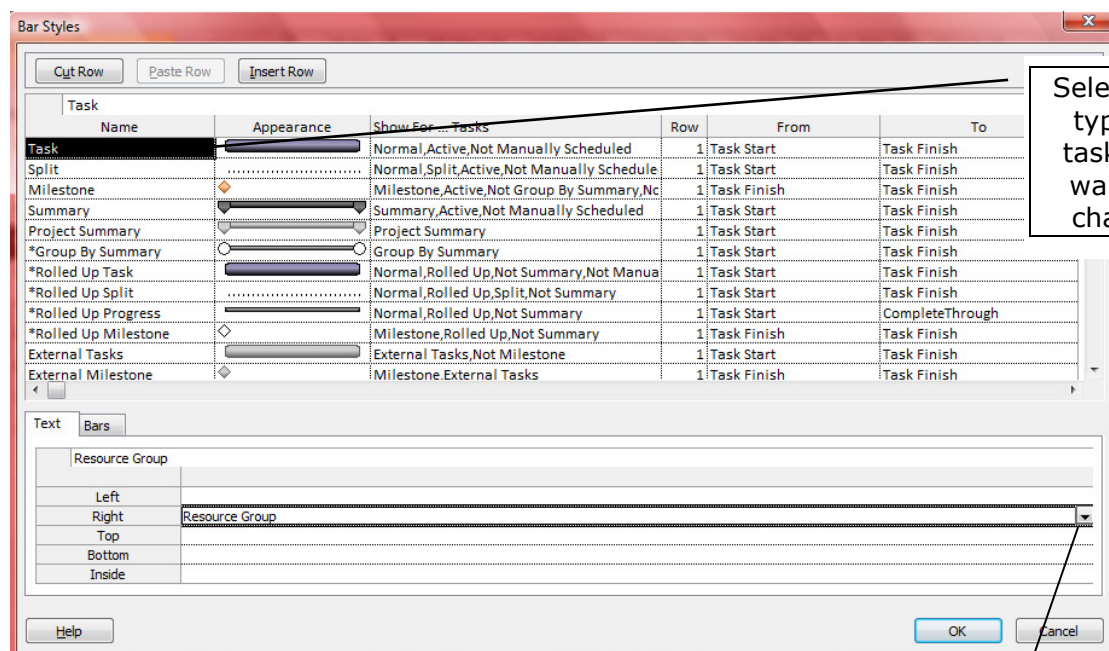 Bar Styles
Cut Row Paste Row Insert Row
Task
Name Appearance Show For ... Tasks Row From To
Task Normal,Active,Not Manually Scheduled 1 Task Start Task Finish
Split Normal,Split,Active,Not Manually Schedule 1 Task Start Task Finish
Milestone Milestone,Active,Not Group By Summary,Nc 1 Task Finish Task Finish
Summary Summary,Active,Not Manually Scheduled 1 Task Start Task Finish
Project Summary Project Summary 1 Task Start Task Finish
*Group By Summary Group By Summary 1 Task Start Task Finish
*Rolled Up Task Normal,Rolled Up,Not Summary,Not Manua 1 Task Start Task Finish
*Rolled Up Split Normal,Rolled Up,Split,Not Summary 1 Task Start Task Finish
*Rolled Up Progress Normal,Rolled Up,Not Summary 1 Task Start CompleteThrough
*Rolled Up Milestone Milestone,Rolled Up,Not Summary 1 Task Finish Task Finish
External Tasks External Tasks,Not Milestone 1 Task Start Task Finish
External Milestone Milestone,External Tasks 1 Task Finish Task Finish
Sele
typ
task
wa
cha
Text Bars
Resource Group
Left
Right Resource Group
Top
Bottom
Inside
Help OK Cancel